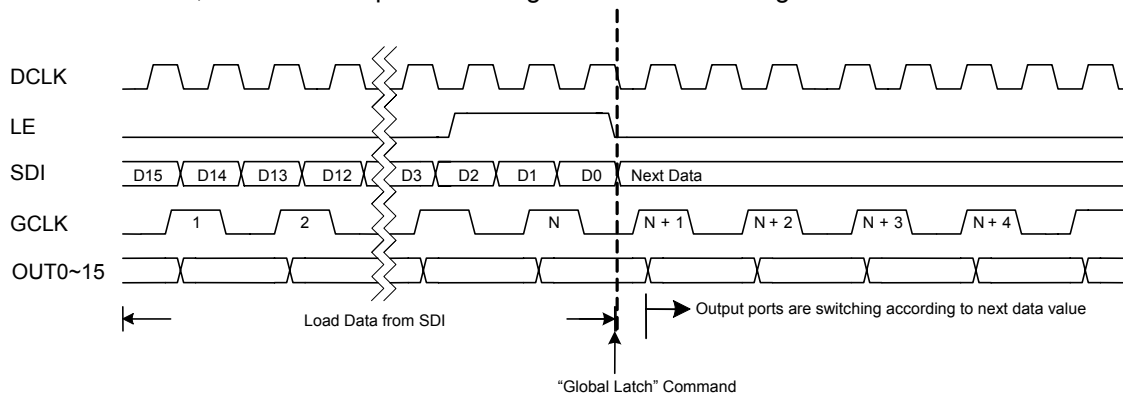 DCLK
LE
SDI D15 D14 D13 D12 D3 D2 D1 D0 Next Data
GCLK 1 2 N N + 1 N + 2 N + 3 N + 4
OUT0~15
Load Data from SDI
Output ports are switching according to next data value
“Global Latch” Command